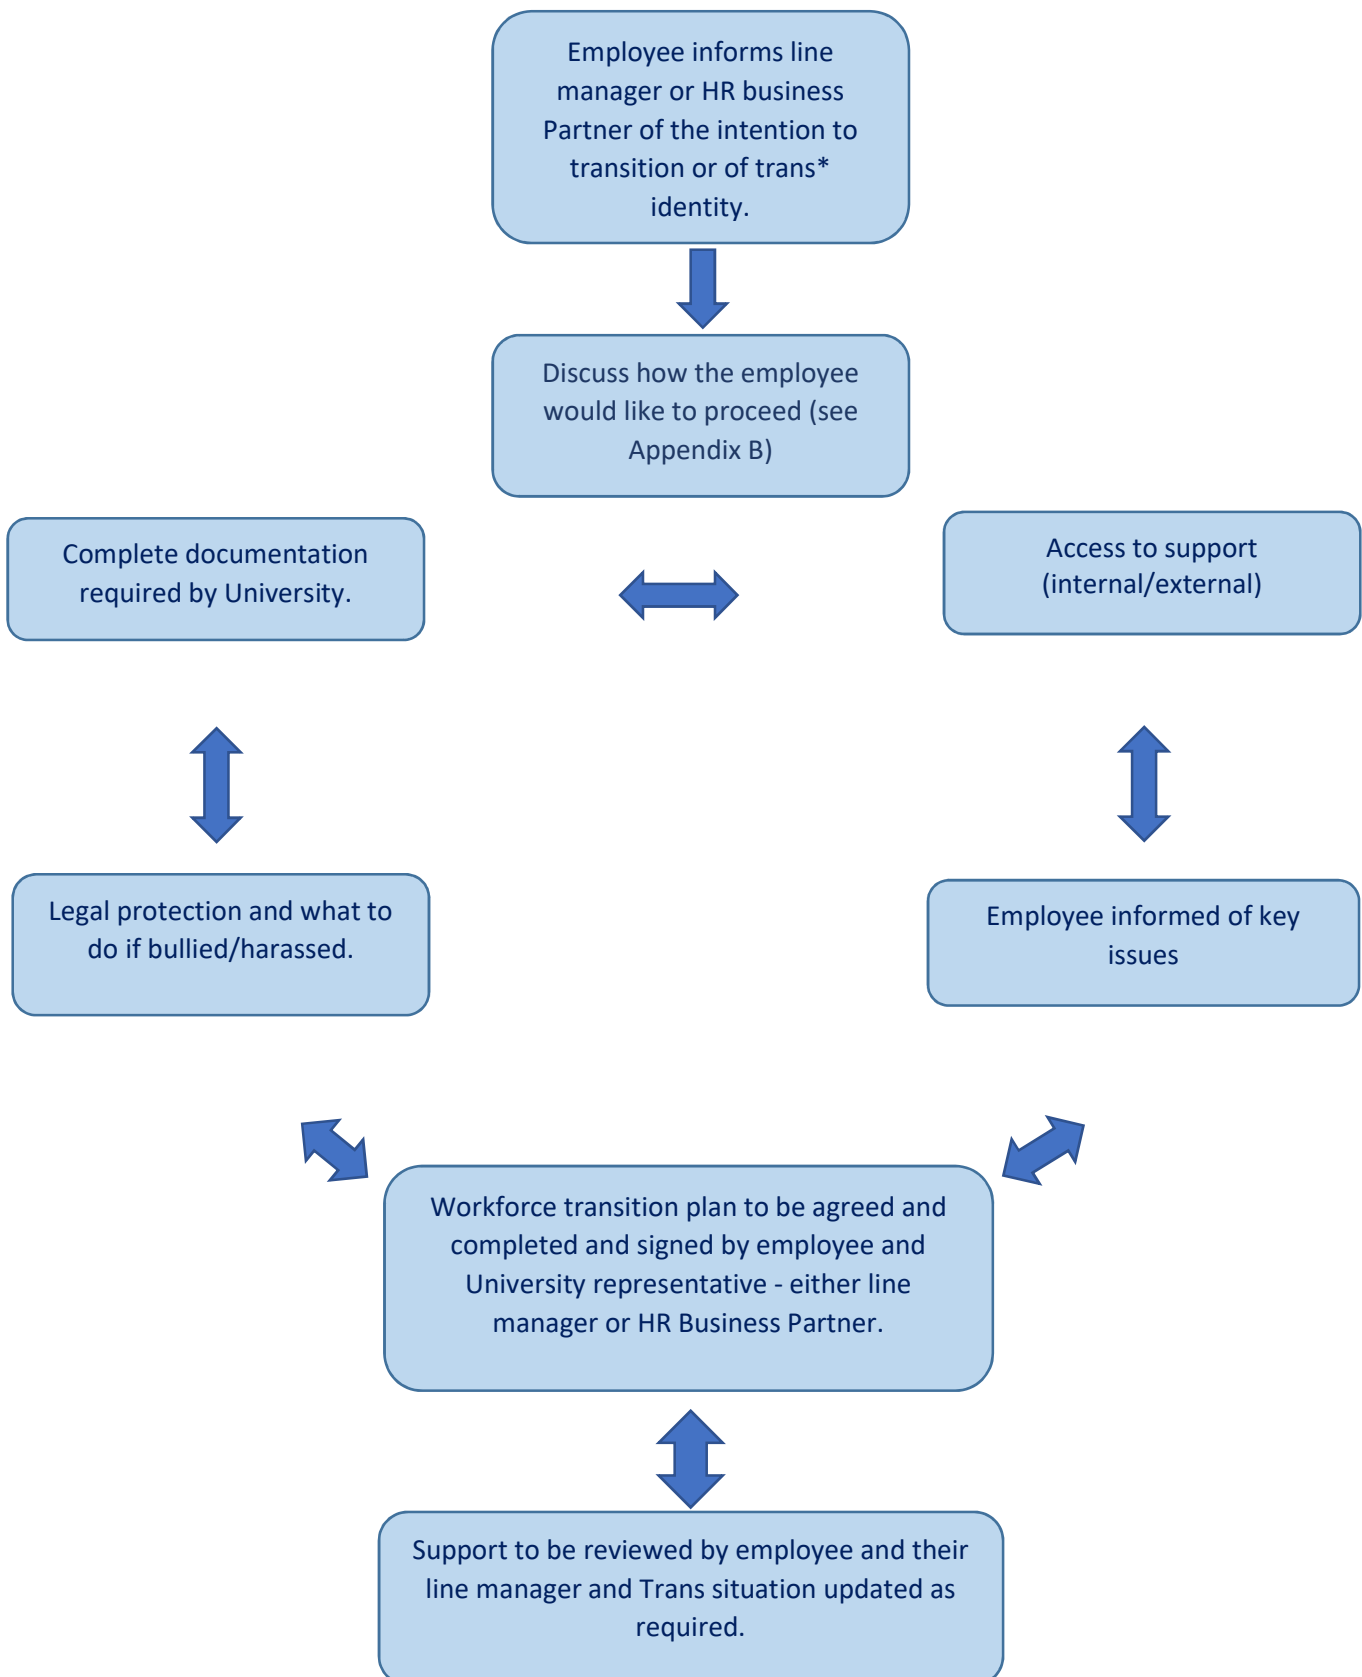 Employee informs line
manager or HR business
Partner of the intention to
transition or of trans*
identity.
Discuss how the employee
would like to proceed (see
Appendix B)
Complete documentation
required by University.
Access to support
(internal/external)
Legal protection and what to
do if bullied/harassed.
Employee informed of key
issues
Workforce transition plan to be agreed and
completed and signed by employee and
University representative - either line
manager or HR Business Partner.
Support to be reviewed by employee and their
line manager and Trans situation updated as
required.